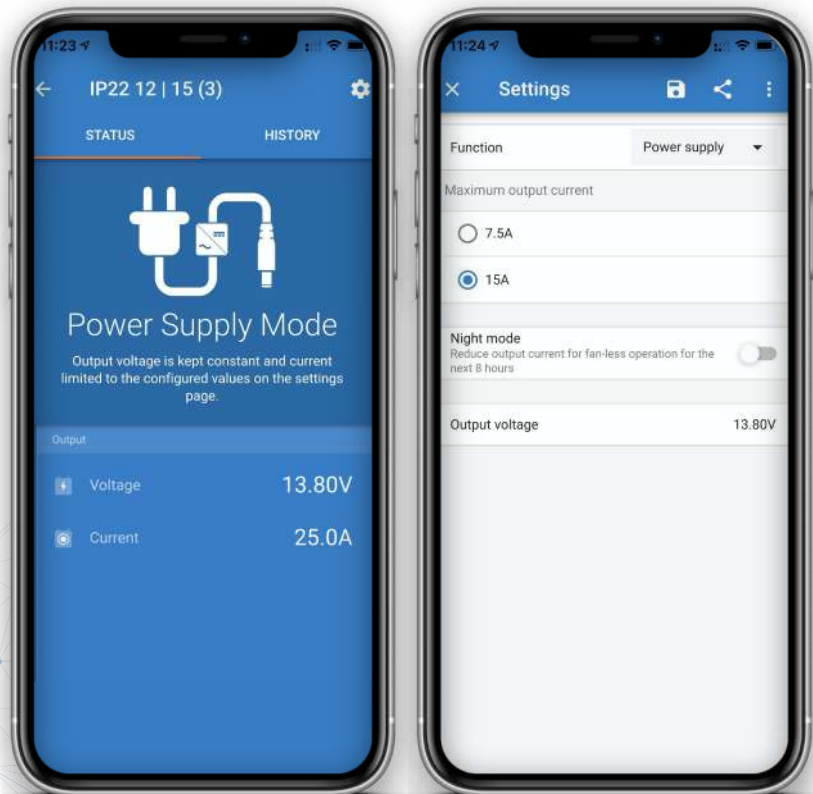 11:23
IP22 12 | 15 (3)
STATUS
HISTORY
Power Supply Mode
Output voltage is kept constant and current
limited to the configured values on the settings
page.
Output
Voltage
13.80V
Current
25.0A
11:24
Settings
Function
Power supply
Maximum output current
7.5A
15A
Night mode
Reduce output current for fan-less operation for the
next 8 hours
Output voltage
13.80V